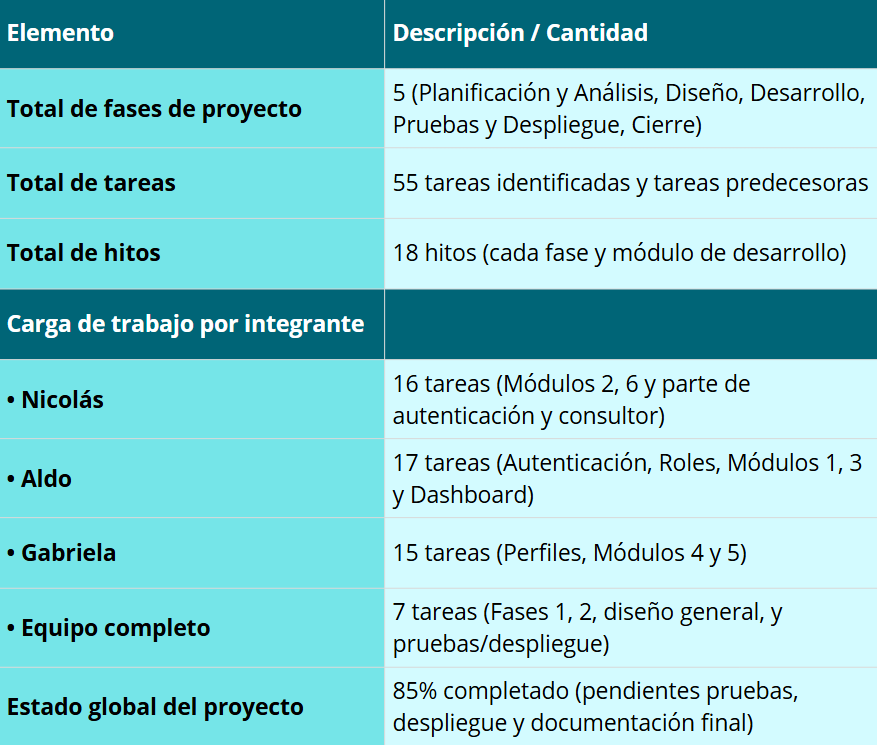 Elemento
Descripción / Cantidad
Total de fases de proyecto
5 (Planificación y Análisis, Diseño, Desarrollo,
Pruebas y Despliegue, Cierre)
Total de tareas
55 tareas identificadas y tareas predecesoras
Total de hitos
18 hitos (cada fase y módulo de desarrollo)
Carga de trabajo por integrante
• Nicolás
16 tareas (Módulos 2, 6 y parte de
autenticación y consultor)
• Aldo
17 tareas (Autenticación, Roles, Módulos 1, 3
y Dashboard)
• Gabriela
15 tareas (Perfiles, Módulos 4 y 5)
• Equipo completo
7 tareas (Fases 1, 2, diseño general, y
pruebas/despliegue)
Estado global del proyecto
85% completado (pendientes pruebas,
despliegue y documentación final)